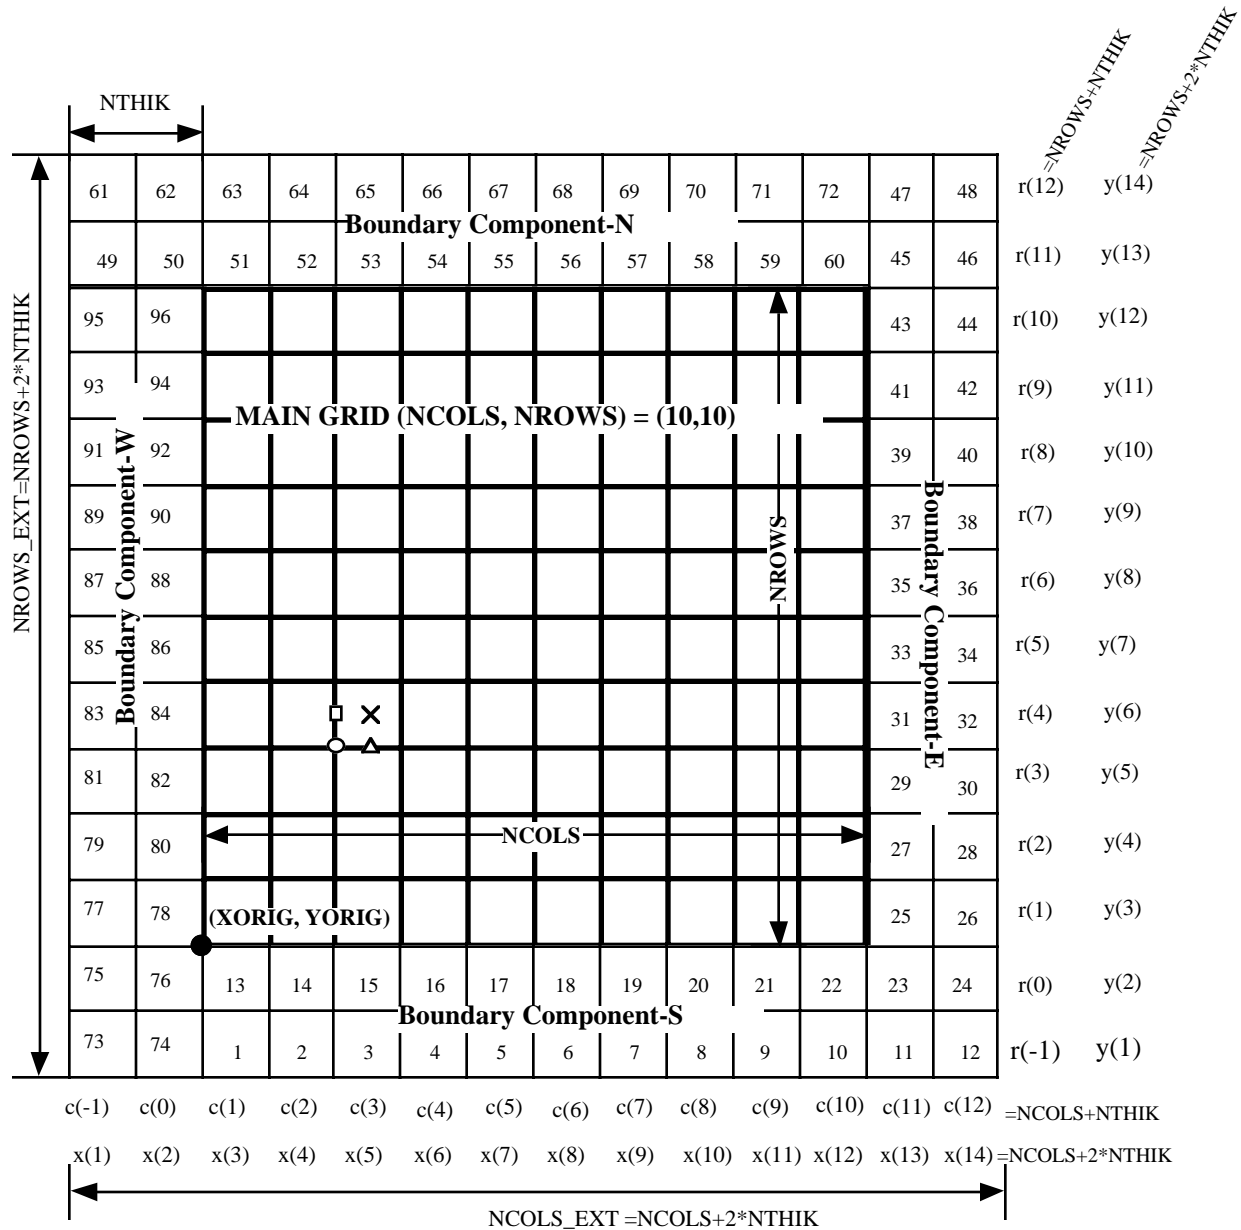 =NROWS+NTHIK
=NROWS+2*NTHIK
NTHIK
61 62 63 64 65 66 67 68 69 70 71 72 47 48 r(12) y(14)
Boundary Component-N
49 50 51 52 53 54 55 56 57 58 59 60 45 46 r(11) y(13)
95 96 43 44 r(10) y(12)
93 94 41 42 r(9) y(11)
MAIN GRID (NCOLS, NROWS) = (10,10)
91 92 39 40 r(8) y(10)
89 90 37 38 r(7) y(9)
87 88 35 36 r(6) y(8)
85 86 33 34 r(5) y(7)
83 84 31 32 r(4) y(6)
81 82 29 30 r(3) y(5)
NROWS_EXT=NROWS+2*NTHIK
Boundary Component-W
NROWS
Boundary Component-E
NCOLS
79 80 27 28 r(2) y(4)
77 78 25 26 r(1) y(3)
(XORIG, YORIG)
75 76 13 14 15 16 17 18 19 20 21 22 23 24 r(0) y(2)
Boundary Component-S
73 74 1 2 3 4 5 6 7 8 9 10 11 12 r(-1) y(1)
c(-1) c(0) c(1) c(2) c(3) c(4) c(5) c(6) c(7) c(8) c(9) c(10) c(11) c(12) =NCOLS+NTHIK
x(1) x(2) x(3) x(4) x(5) x(6) x(7) x(8) x(9) x(10) x(11) x(12) x(13) x(14) =NCOLS+2*NTHIK
NCOLS_EXT =NCOLS+2*NTHIK